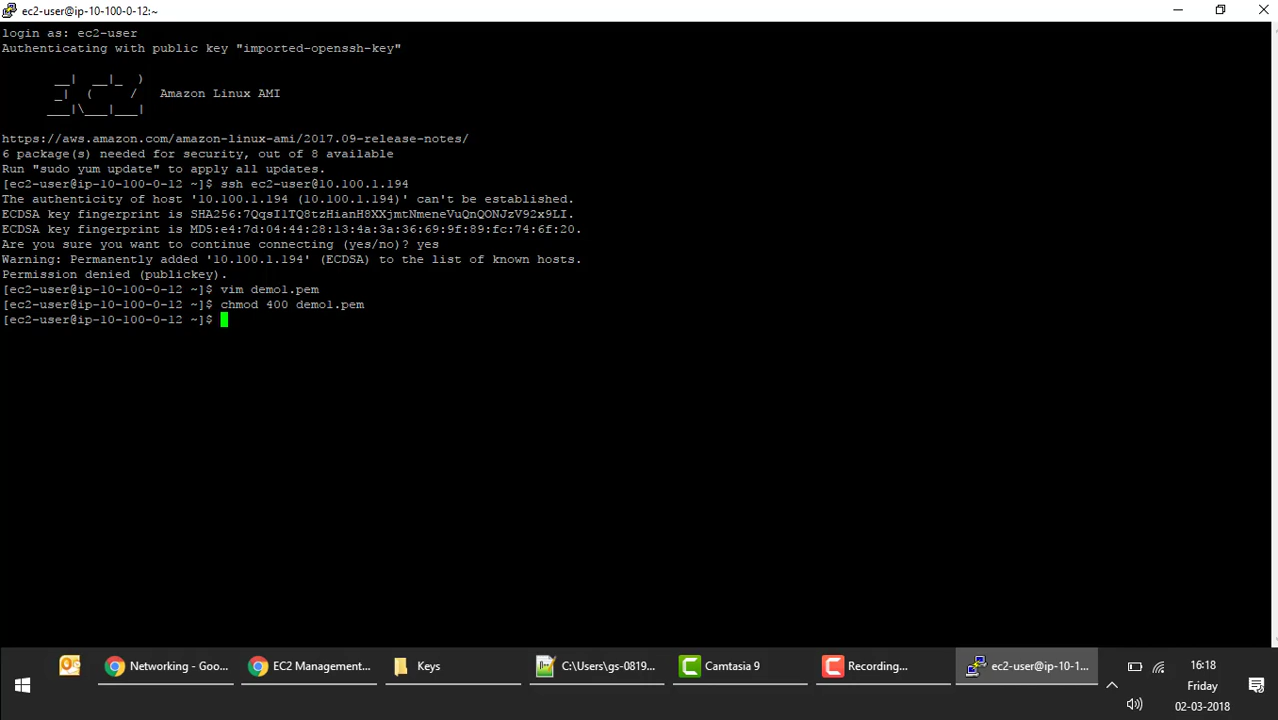 ec2-user@ip-10-100-0-12:~
login as: ec2-user
Authenticating with public key "imported-openssh-key"
__| __|_ )
_| ( / Amazon Linux AMI
___|\___|___|
https://aws.amazon.com/amazon-linux-ami/2017.09-release-notes/
6 package(s) needed for security, out of 8 available
Run "sudo yum update" to apply all updates.
[ec2-user@ip-10-100-0-12 ~]$ ssh ec2-user@10.100.1.194
The authenticity of host '10.100.1.194 (10.100.1.194)' can't be established.
ECDSA key fingerprint is SHA256:7QqsIlTQ8tzHianH8XXjmtNmeneVuQnQONJzV92x9LI.
ECDSA key fingerprint is MD5:e4:7d:04:44:28:13:4a:3a:36:69:9f:89:fc:74:6f:20.
Are you sure you want to continue connecting (yes/no)? yes
Warning: Permanently added '10.100.1.194' (ECDSA) to the list of known hosts.
Permission denied (publickey).
[ec2-user@ip-10-100-0-12 ~]$ vim demo1.pem
[ec2-user@ip-10-100-0-12 ~]$ chmod 400 demo1.pem
[ec2-user@ip-10-100-0-12 ~]$
Networking - Goo...
EC2 Management...
Keys
C:\Users\gs-0819...
Camtasia 9
Recording...
ec2-user@ip-10-1...
16:18
Friday
02-03-2018